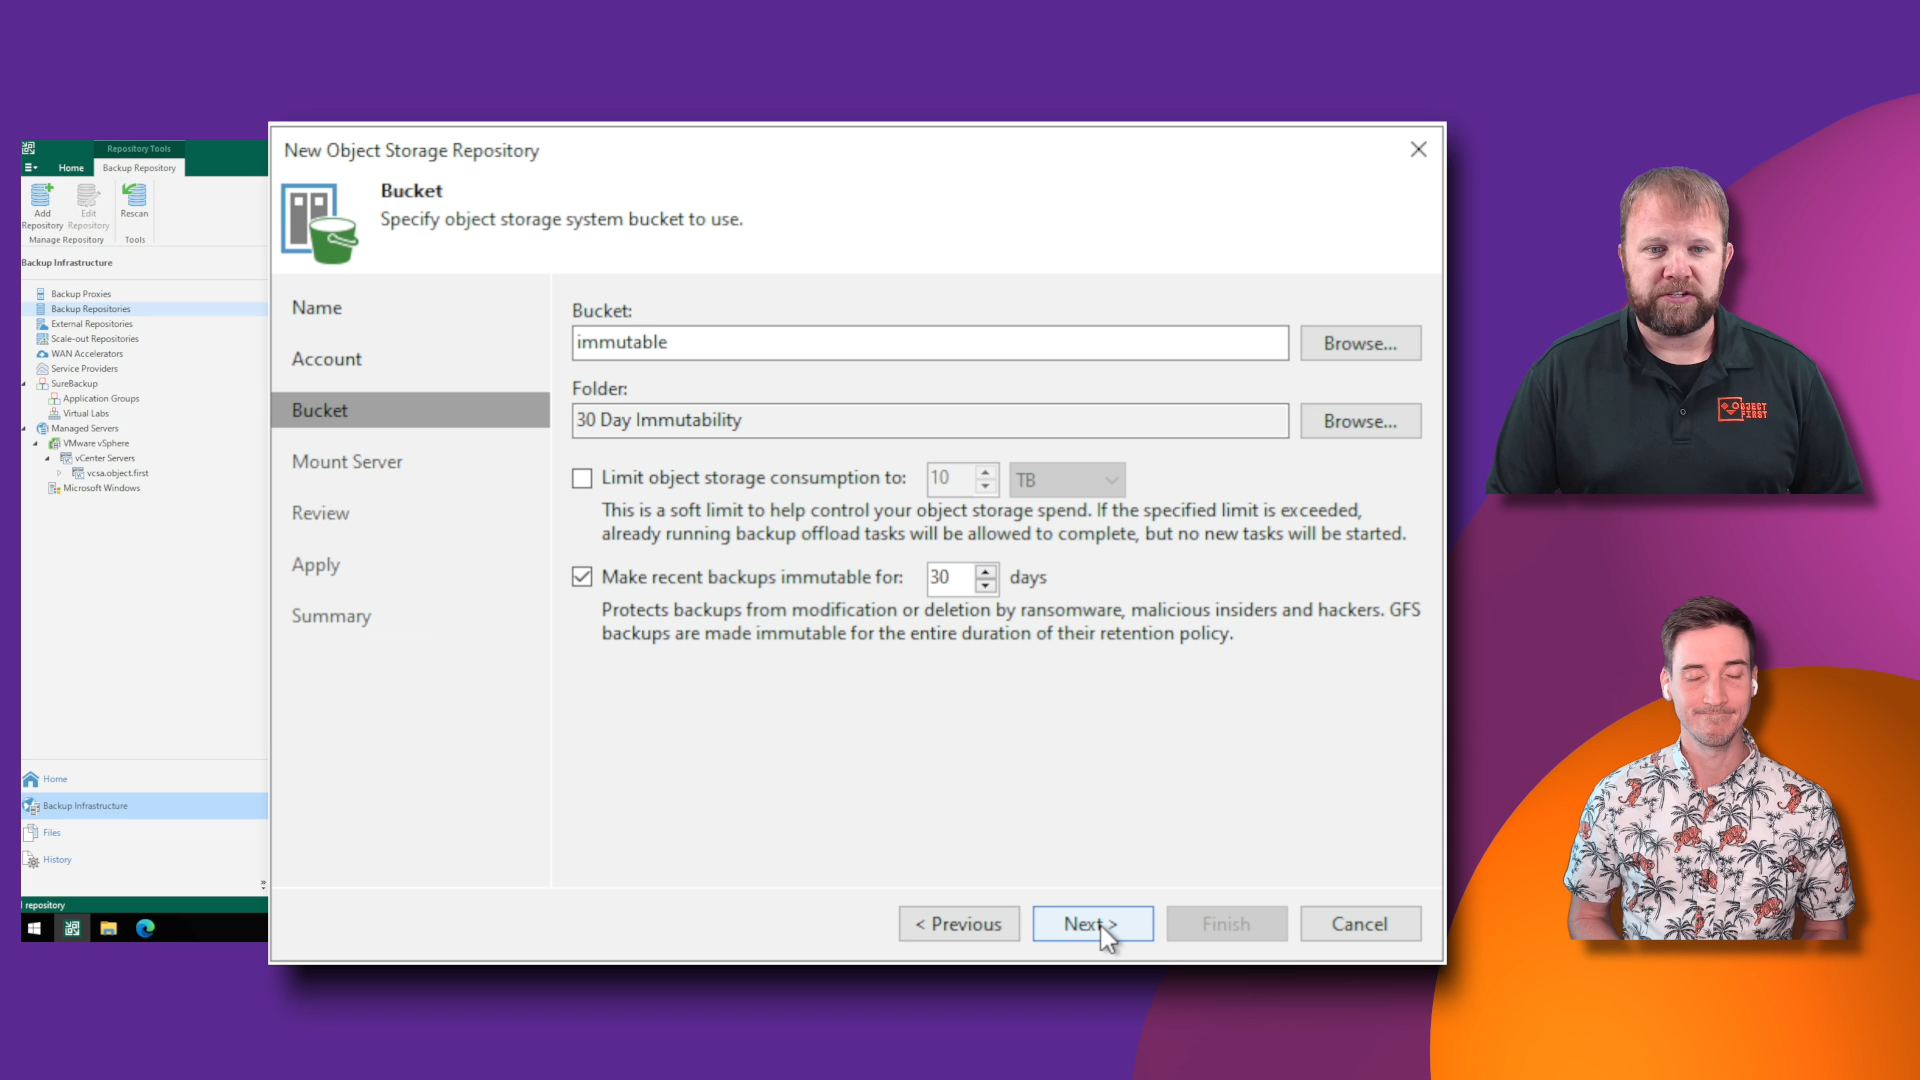 Repository Tools
Home
Backup Repository
Add
Repository
Edit
Repository
Rescan
Manage Repository
Tools
Backup Infrastructure
Backup Proxies
Backup Repositories
External Repositories
Scale-out Repositories
WAN Accelerators
Service Providers
SureBackup
Application Groups
Virtual Labs
Managed Servers
VMware vSphere
vCenter Servers
vcsa.object.first
Microsoft Windows
Home
Backup Infrastructure
Files
History
repository
New Object Storage Repository
Bucket
Specify object storage system bucket to use.
Name
Account
Bucket
Mount Server
Review
Apply
Summary
Bucket:
immutable
Browse...
Folder:
30 Day Immutability
Browse...
Limit object storage consumption to: 10 TB
This is a soft limit to help control your object storage spend. If the specified limit is exceeded,
already running backup offload tasks will be allowed to complete, but no new tasks will be started.
Make recent backups immutable for: 30 days
Protects backups from modification or deletion by ransomware, malicious insiders and hackers. GFS
backups are made immutable for the entire duration of their retention policy.
< Previous
Next >
Finish
Cancel
OBJECT
FIRST